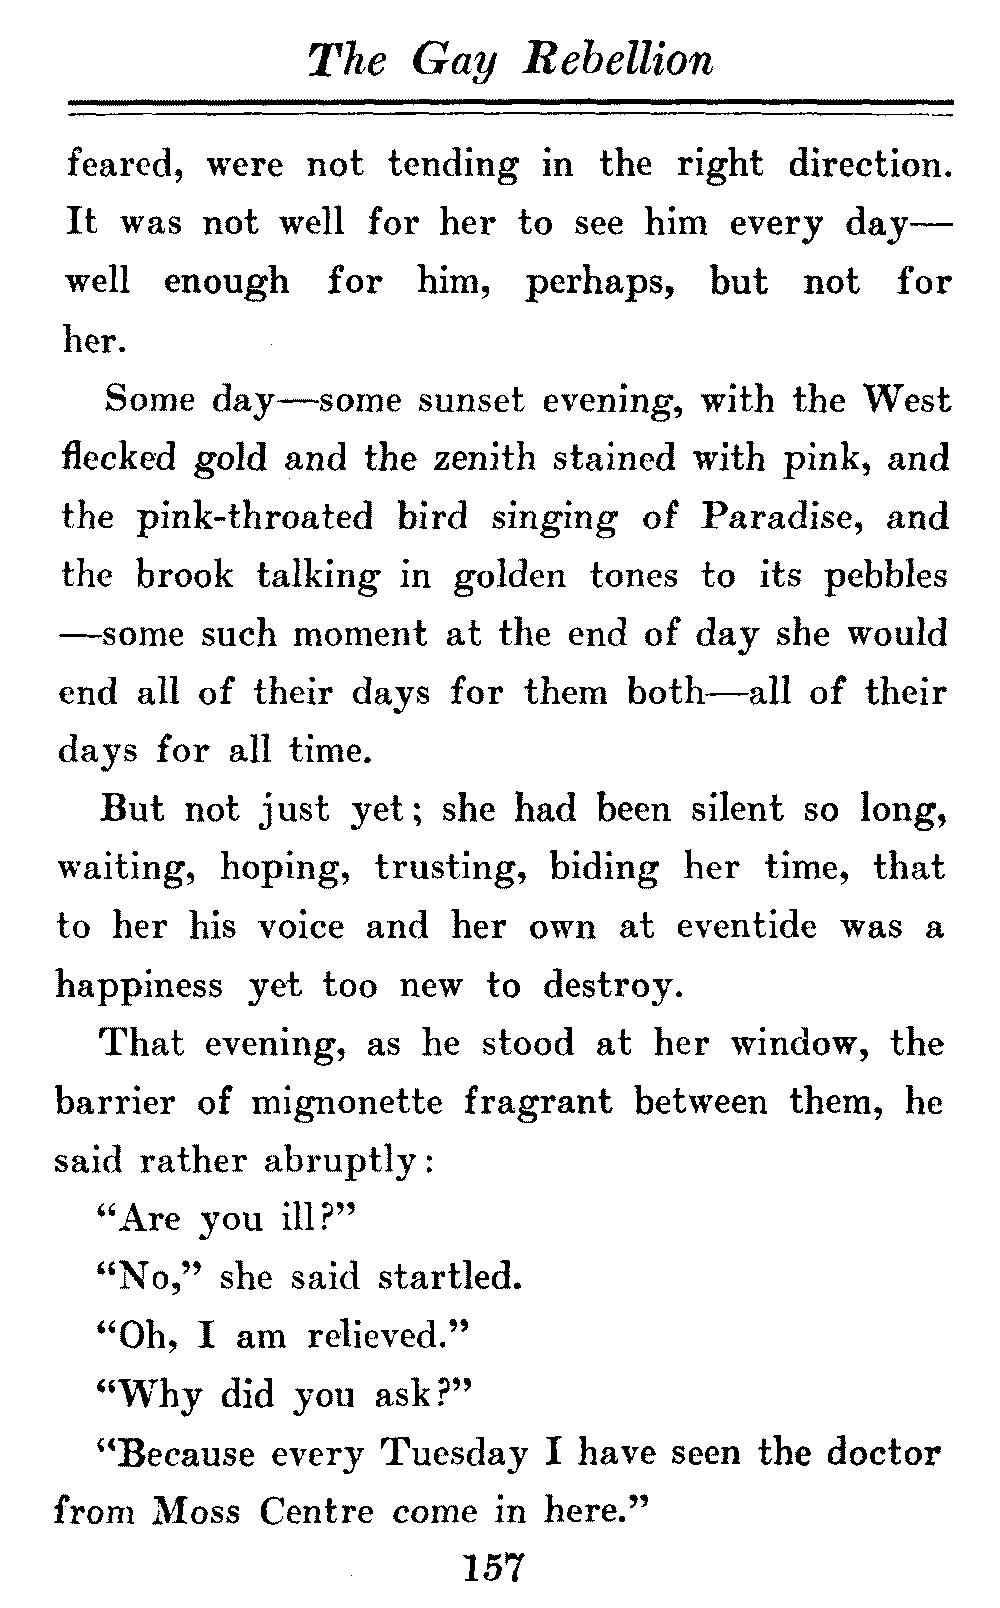 The Gay Rebellion
feared, were not tending in the right direction.
It was not well for her to see him every day—
well enough for him, perhaps, but not for
her.
Some day—some sunset evening, with the West
flecked gold and the zenith stained with pink, and
the pink-throated bird singing of Paradise, and
the brook talking in golden tones to its pebbles
—some such moment at the end of day she would
end all of their days for them both—all of their
days for all time.
But not just yet; she had been silent so long,
waiting, hoping, trusting, biding her time, that
to her his voice and her own at eventide was a
happiness yet too new to destroy.
That evening, as he stood at her window, the
barrier of mignonette fragrant between them, he
said rather abruptly:
“Are you ill?”
“No,” she said startled.
“Oh, I am relieved.”
“Why did you ask?”
“Because every Tuesday I have seen the doctor
from Moss Centre come in here.”
157